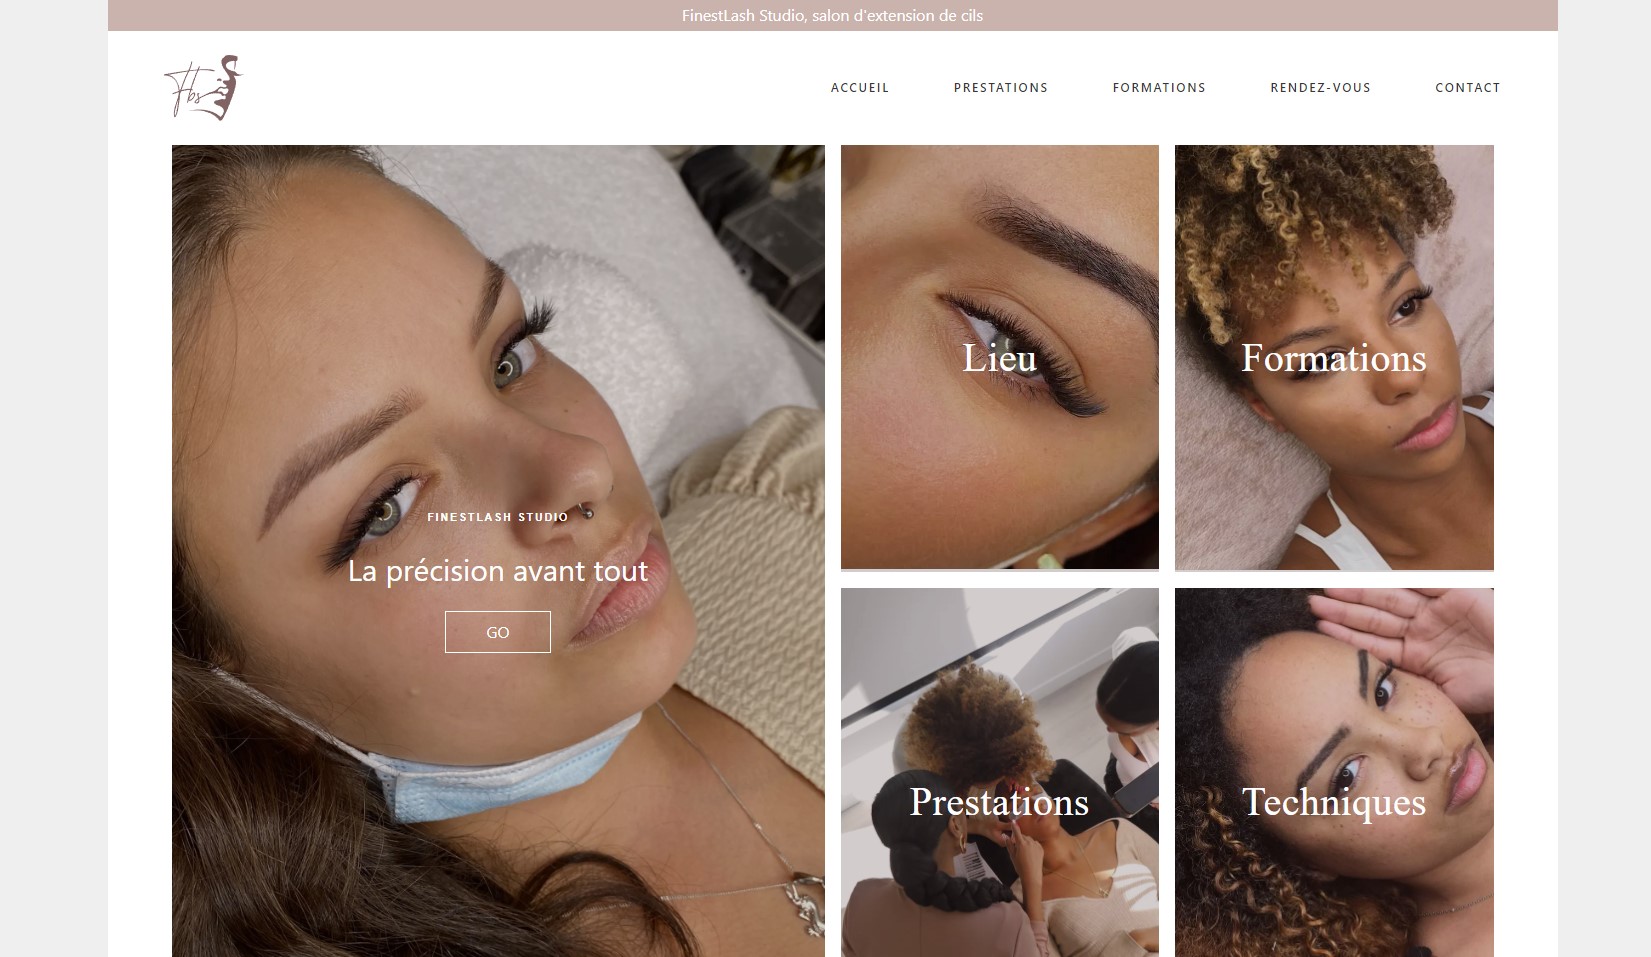 FinestLash Studio, salon d'extension de cils
Fbs
ACCUEIL
PRESTATIONS
FORMATIONS
RENDEZ-VOUS
CONTACT
FINESTLASH STUDIO
La précision avant tout
GO
Lieu
Formations
Prestations
Techniques